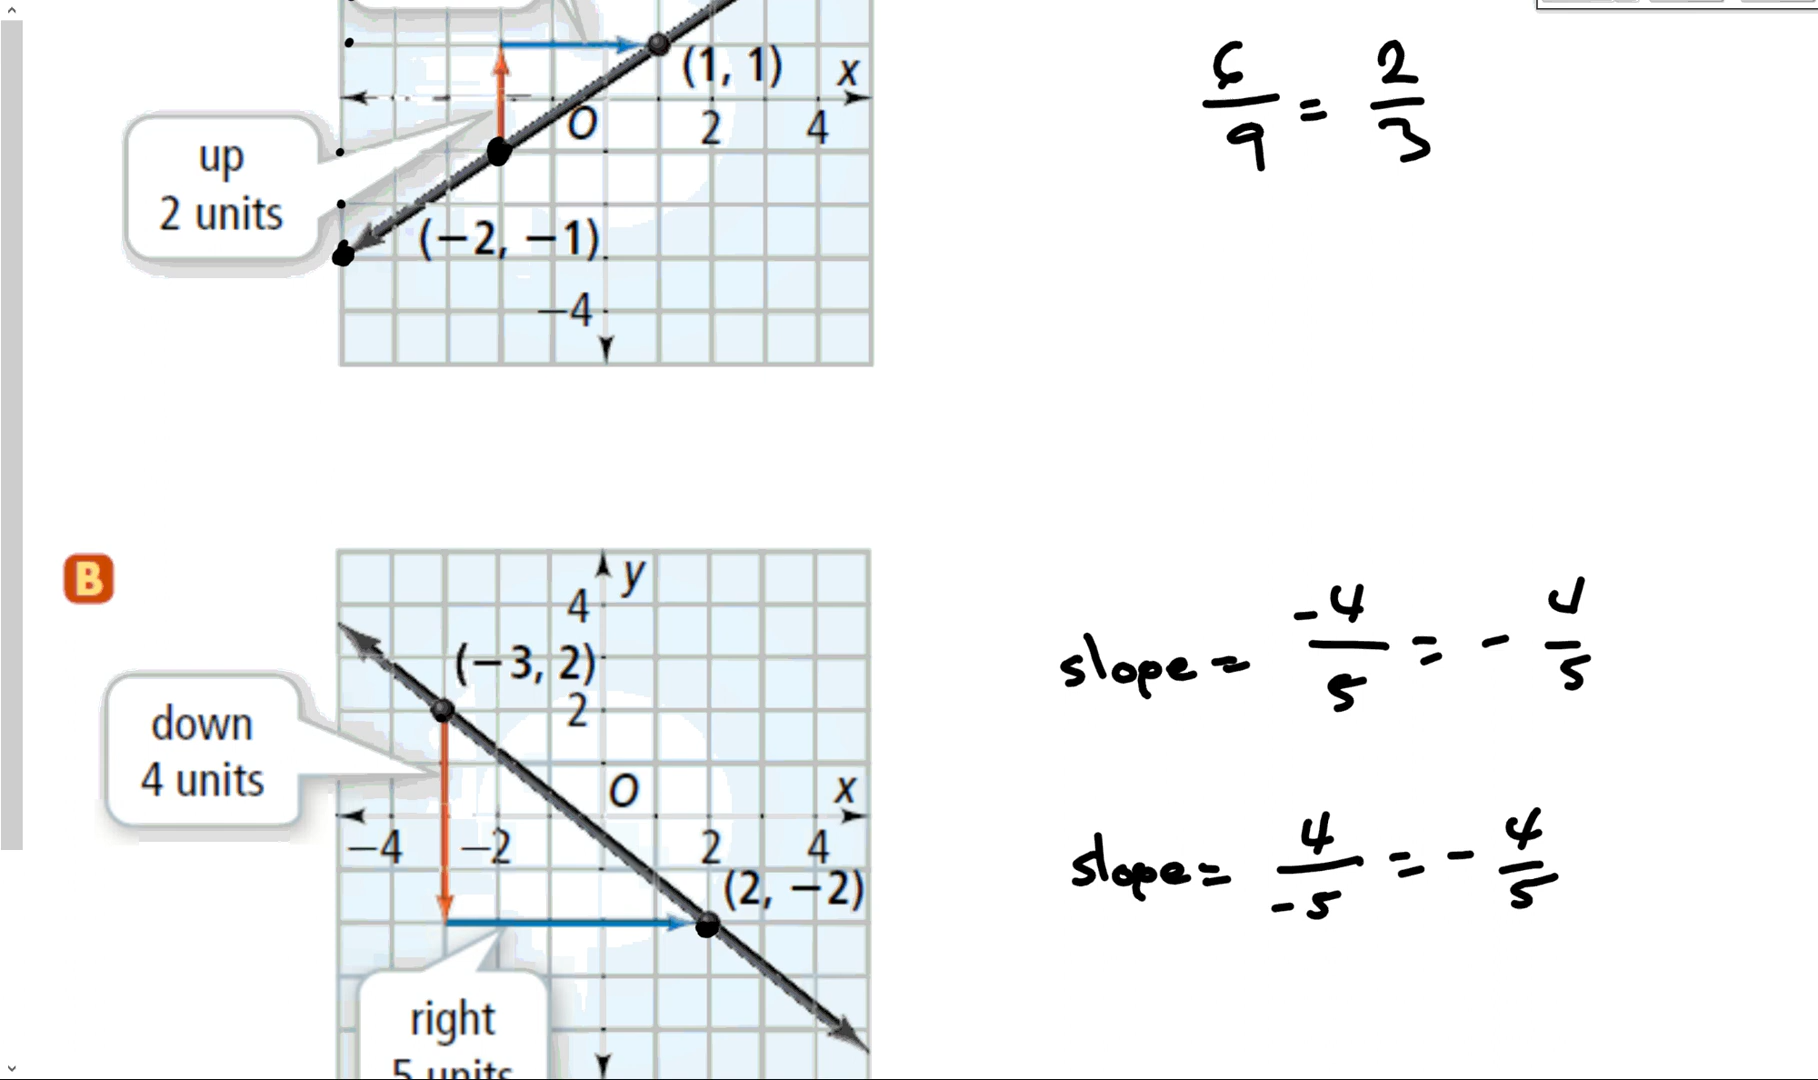 (1, 1) x
O 2 4
up
2 units
(−2, −1)
−4
6/9 = 2/3
B
y
4
(−3, 2)
2
down
4 units
O x
−4 −2 2 4
(2, −2)
right
5 units
slope = -4/5 = - 4/5
slope = 4/-5 = - 4/5